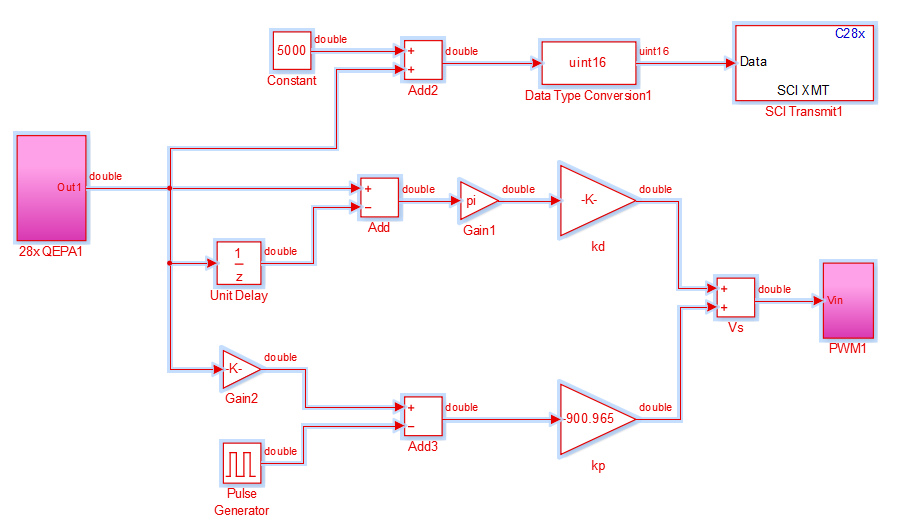 C28x
5000
double
Constant
+
+
double
Add2
uint16
uint16
Data Type Conversion1
Data
SCI XMT
SCI Transmit1
Out1
double
28x QEPA1
+
−
double
Add
pi
double
Gain1
-K-
double
kd
1
z
double
Unit Delay
+
+
double
Vs
Vin
PWM1
-K-
double
Gain2
+
−
double
Add3
-900.965
double
kp
double
Pulse
Generator